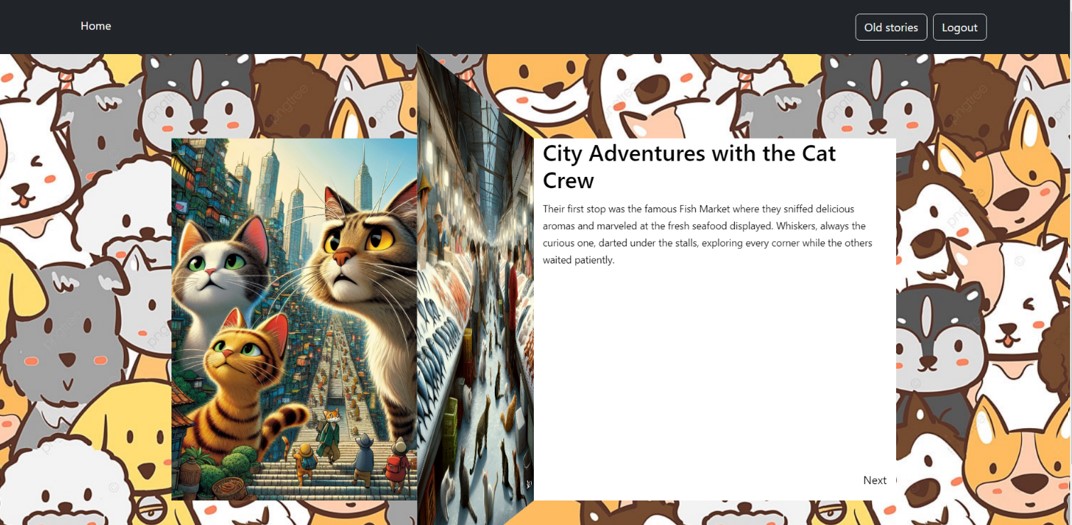 Home
Old stories
Logout
City Adventures with the Cat
Crew
Their first stop was the famous Fish Market where they sniffed delicious
aromas and marveled at the fresh seafood displayed. Whiskers, always the
curious one, darted under the stalls, exploring every corner while the others
waited patiently.
Next